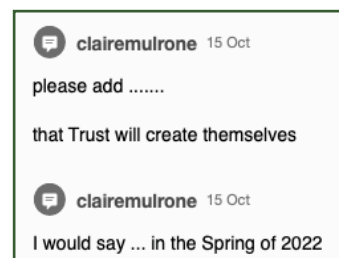 clairemulrone 15 Oct
please add .......
that Trust will create themselves
clairemulrone 15 Oct
I would say ... in the Spring of 2022